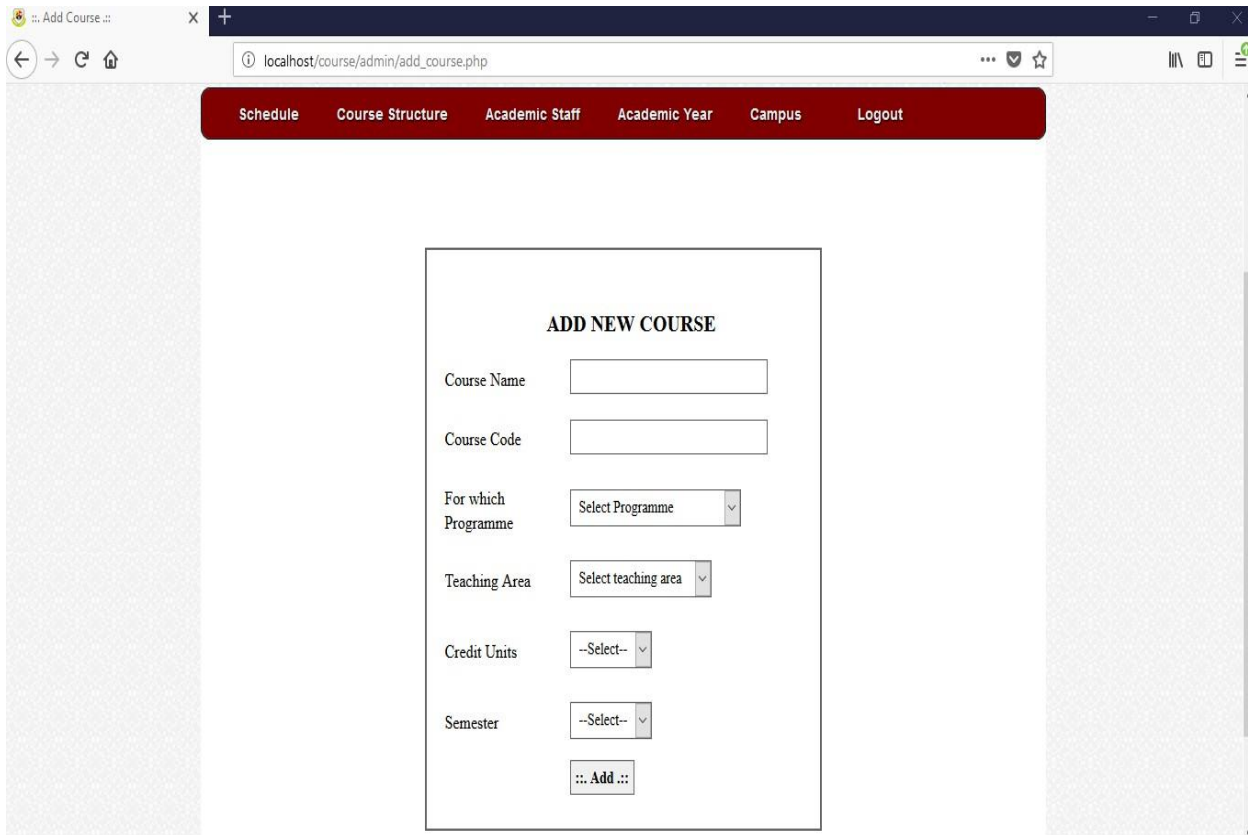 ::. Add Course .::
localhost/course/admin/add_course.php
Schedule Course Structure Academic Staff Academic Year Campus Logout
ADD NEW COURSE
Course Name
Course Code
For which
Programme
Select Programme
Teaching Area
Select teaching area
Credit Units
--Select--
Semester
--Select--
::. Add .::